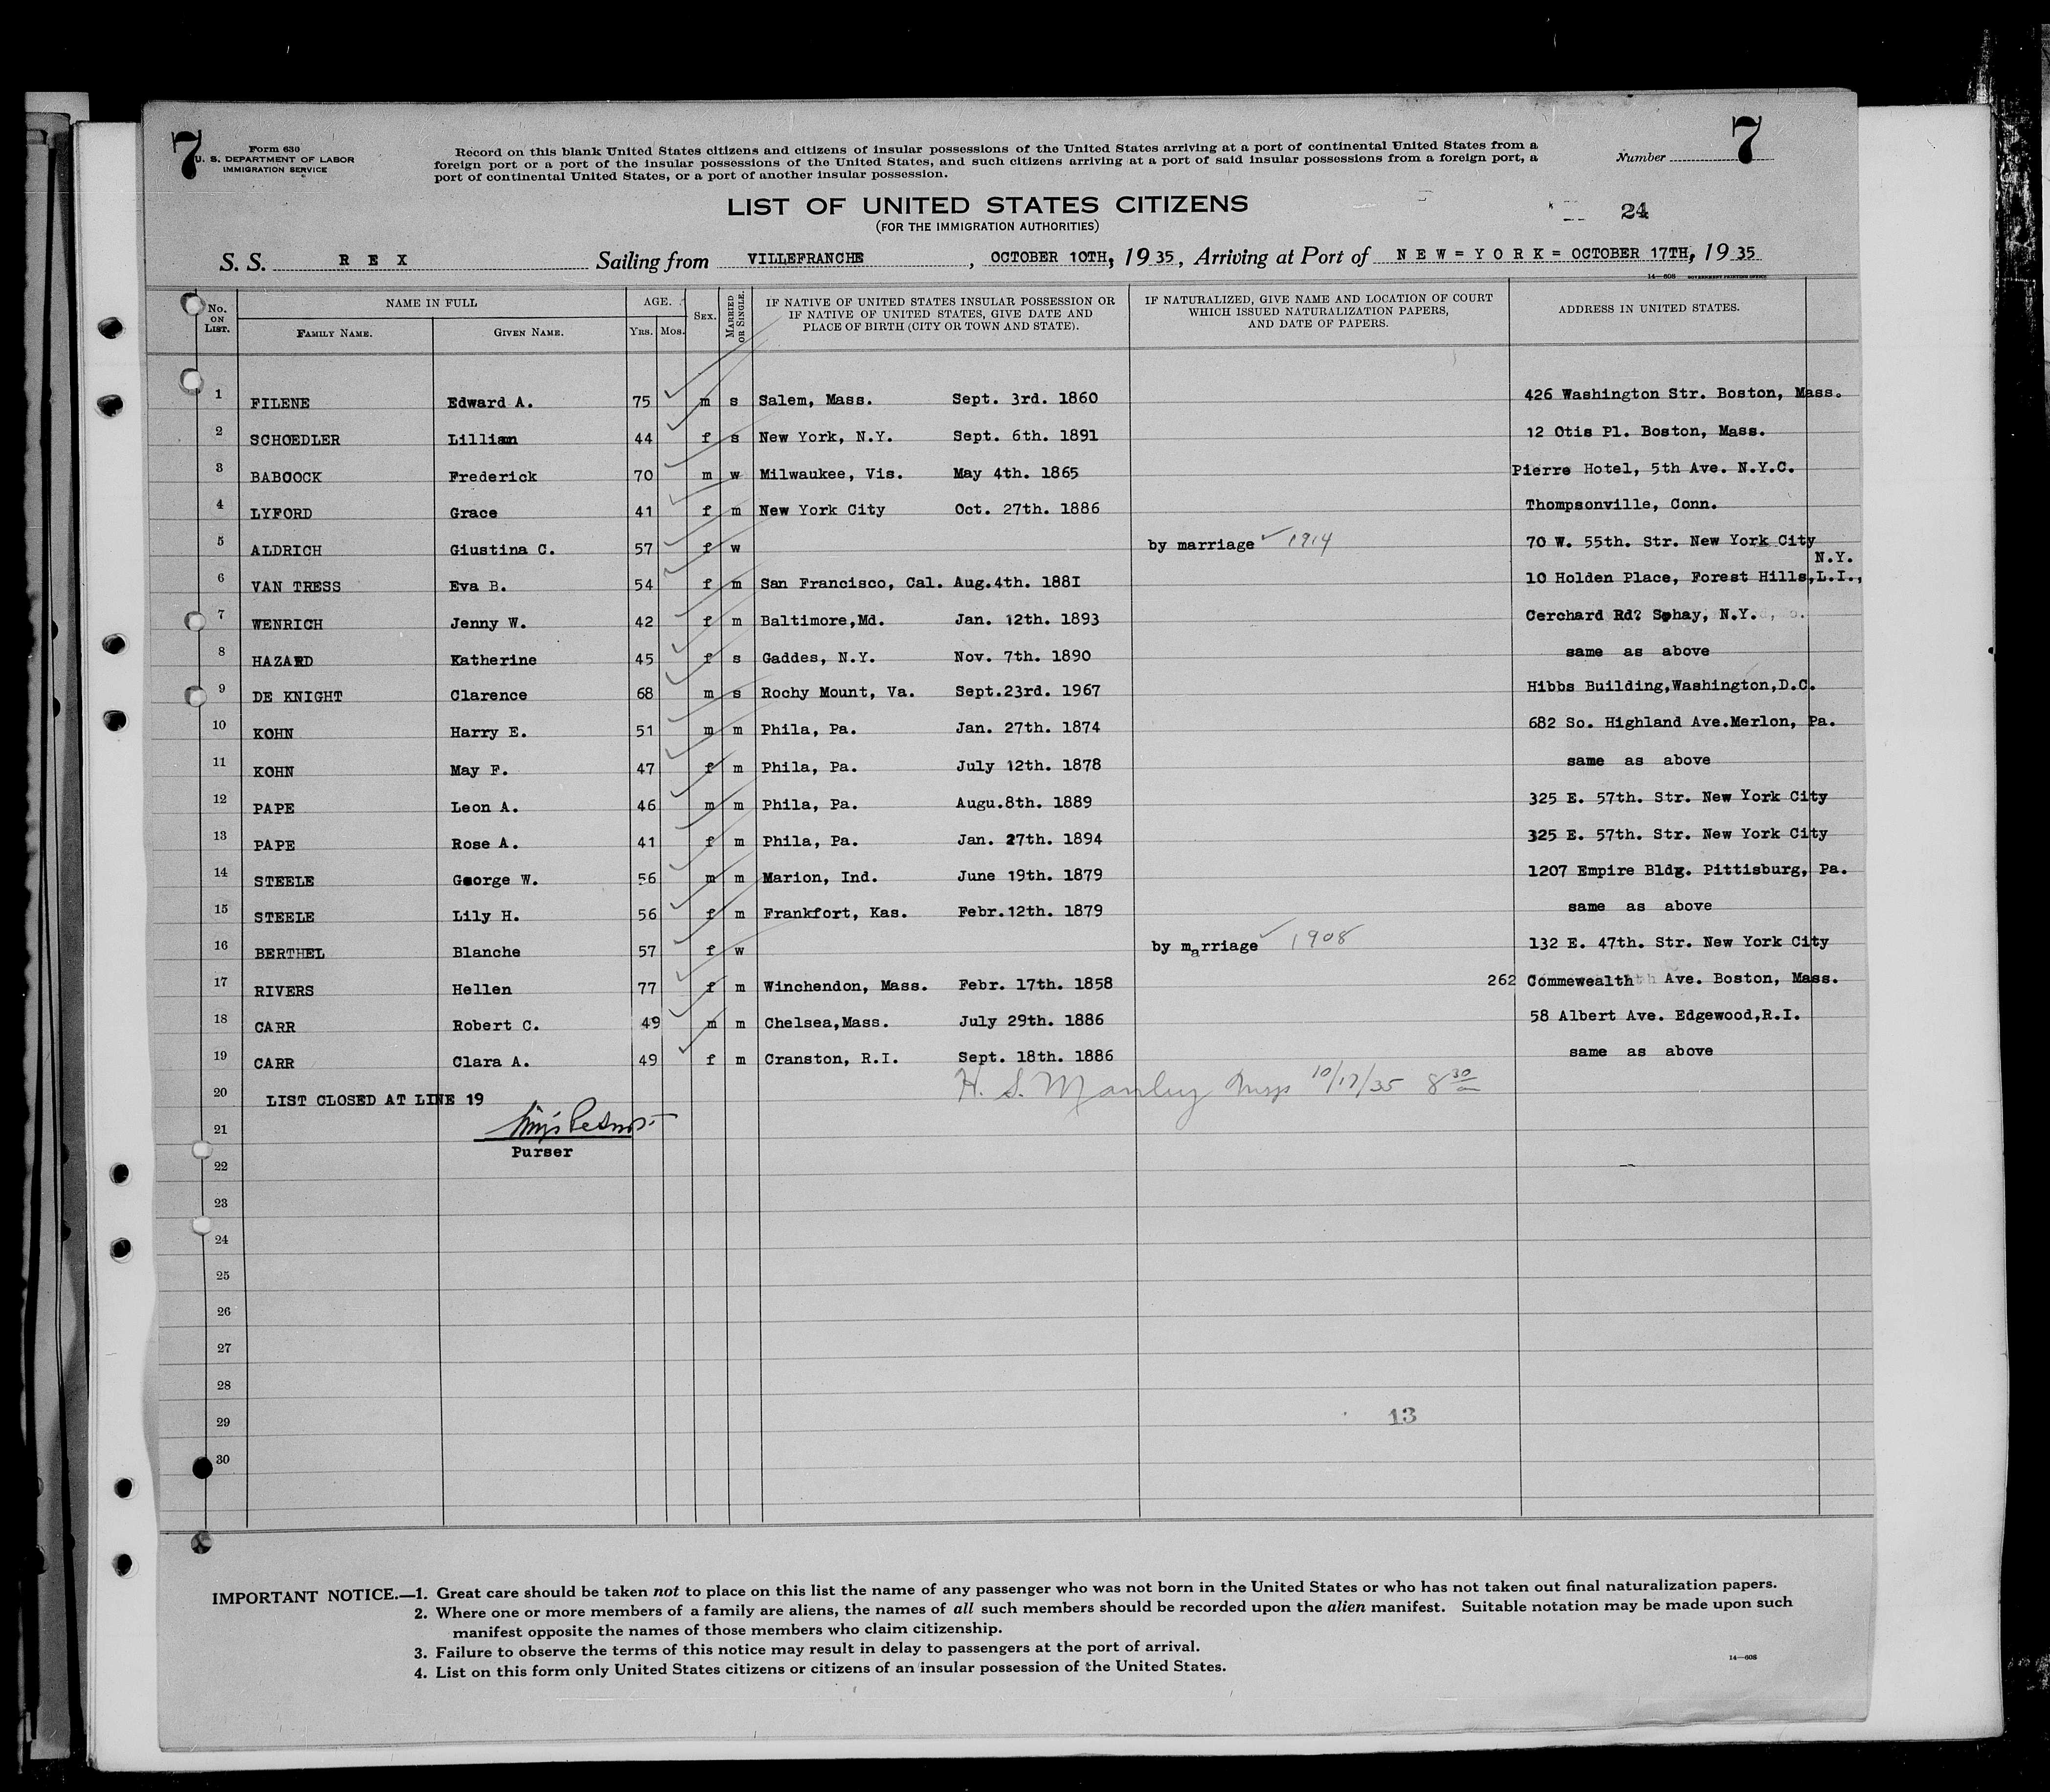 7
Form 630
U. S. DEPARTMENT OF LABOR
IMMIGRATION SERVICE
Record on this blank United States citizens and citizens of insular possessions of the United States arriving at a port of continental United States from a
foreign port or a port of the insular possessions of the United States, and such citizens arriving at a port of said insular possessions from a foreign port, a
port of continental United States, or a port of another insular possession.
Number 7
LIST OF UNITED STATES CITIZENS
(FOR THE IMMIGRATION AUTHORITIES)
24
S. S. R E X Sailing from VILLEFRANCHE, OCTOBER 10TH, 1935, Arriving at Port of N E W = Y O R K = OCTOBER 17TH, 1935
14—608 GOVERNMENT PRINTING OFFICE
No. ON LIST. NAME IN FULL AGE. SEX. MARRIED OR SINGLE. IF NATIVE OF UNITED STATES INSULAR POSSESSION OR IF NATIVE OF UNITED STATES, GIVE DATE AND PLACE OF BIRTH (CITY OR TOWN AND STATE). IF NATURALIZED, GIVE NAME AND LOCATION OF COURT WHICH ISSUED NATURALIZATION PAPERS, AND DATE OF PAPERS. ADDRESS IN UNITED STATES.
FAMILY NAME. GIVEN NAME. YRS. MOS.
1 FILENE Edward A. 75 m s Salem, Mass. Sept. 3rd. 1860 426 Washington Str. Boston, Mass.
2 SCHOEDLER Lillian 44 f s New York, N.Y. Sept. 6th. 1891 12 Otis Pl. Boston, Mass.
3 BABCOCK Frederick 70 m w Milwaukee, Vis. May 4th. 1865 Pierre Hotel, 5th Ave. N.Y.C.
4 LYFORD Grace 41 f m New York City Oct. 27th. 1886 Thompsonville, Conn.
5 ALDRICH Giustina C. 57 f w by marriage ✓ 1914 70 W. 55th. Str. New York City
6 VAN TRESS Eva B. 54 f m San Francisco, Cal. Aug.4th. 188I 10 Holden Place, Forest Hills,L.I., N.Y.
7 WENRICH Jenny W. 42 f m Baltimore,Md. Jan. 12th. 1893 Cerchard Rd? Sphay, N.Y.
8 HAZARD Katherine 45 f s Gaddes, N.Y. Nov. 7th. 1890 same as above
9 DE KNIGHT Clarence 68 m s Rochy Mount, Va. Sept.23rd. 1967 Hibbs Building,Washington,D.C.
10 KOHN Harry E. 51 m m Phila, Pa. Jan. 27th. 1874 682 So. Highland Ave.Merlon, Pa.
11 KOHN May F. 47 f m Phila, Pa. July 12th. 1878 same as above
12 PAPE Leon A. 46 m m Phila, Pa. Augu.8th. 1889 325 E. 57th. Str. New York City
13 PAPE Rose A. 41 f m Phila, Pa. Jan. 27th. 1894 325 E. 57th. Str. New York City
14 STEELE George W. 56 m m Marion, Ind. June 19th. 1879 1207 Empire Bldg. Pittisburg, Pa.
15 STEELE Lily H. 56 f m Frankfort, Kas. Febr.12th. 1879 same as above
16 BERTHEL Blanche 57 f w by marriage ✓ 1908 132 E. 47th. Str. New York City
17 RIVERS Hellen 77 f m Winchendon, Mass. Febr. 17th. 1858 262 Commewealth Ave. Boston, Mass.
18 CARR Robert C. 49 m m Chelsea,Mass. July 29th. 1886 58 Albert Ave. Edgewood,R.I.
19 CARR Clara A. 49 f m Cranston, R.I. Sept. 18th. 1886 same as above
H. S. Manley Insp 10/17/35 8 30
20 LIST CLOSED AT LINE 19
21
Purser
22
23
24
25
26
27
28
29
13
30
IMPORTANT NOTICE.—1. Great care should be taken not to place on this list the name of any passenger who was not born in the United States or who has not taken out final naturalization papers.
2. Where one or more members of a family are aliens, the names of all such members should be recorded upon the alien manifest. Suitable notation may be made upon such
manifest opposite the names of those members who claim citizenship.
3. Failure to observe the terms of this notice may result in delay to passengers at the port of arrival.
4. List on this form only United States citizens or citizens of an insular possession of the United States.
14—608